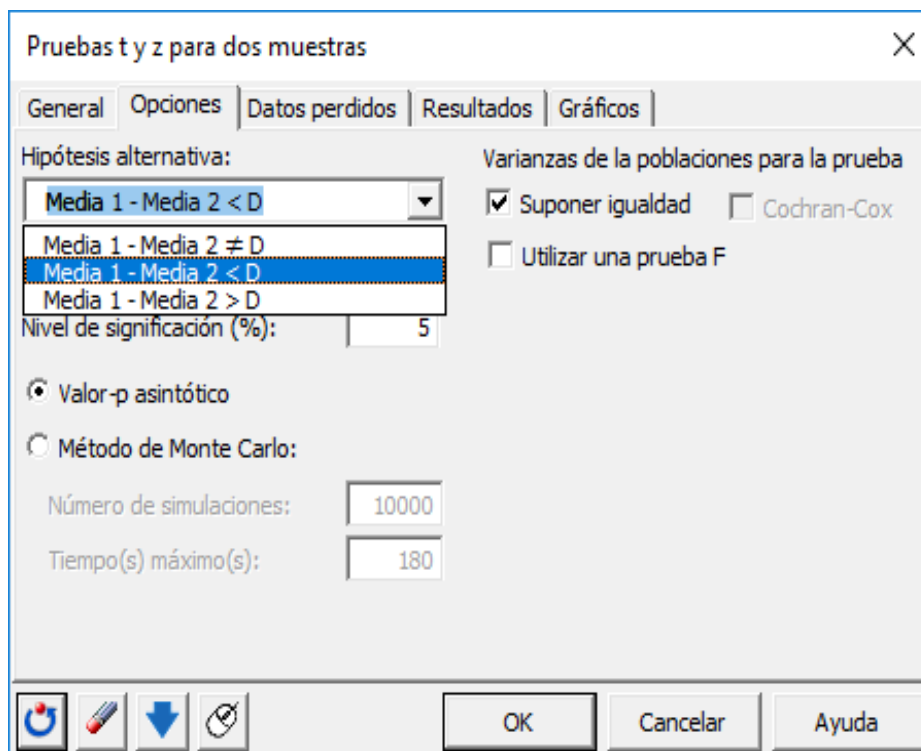 Pruebas t y z para dos muestras
General Opciones Datos perdidos Resultados Gráficos
Hipótesis alternativa:
Media 1 - Media 2 < D
Media 1 - Media 2 ≠ D
Media 1 - Media 2 < D
Media 1 - Media 2 > D
Nivel de significación (%): 5
Valor-p asintótico
Método de Monte Carlo:
Número de simulaciones: 10000
Tiempo(s) máximo(s): 180
Varianzas de la poblaciones para la prueba
Suponer igualdad Cochran-Cox
Utilizar una prueba F
OK Cancelar Ayuda